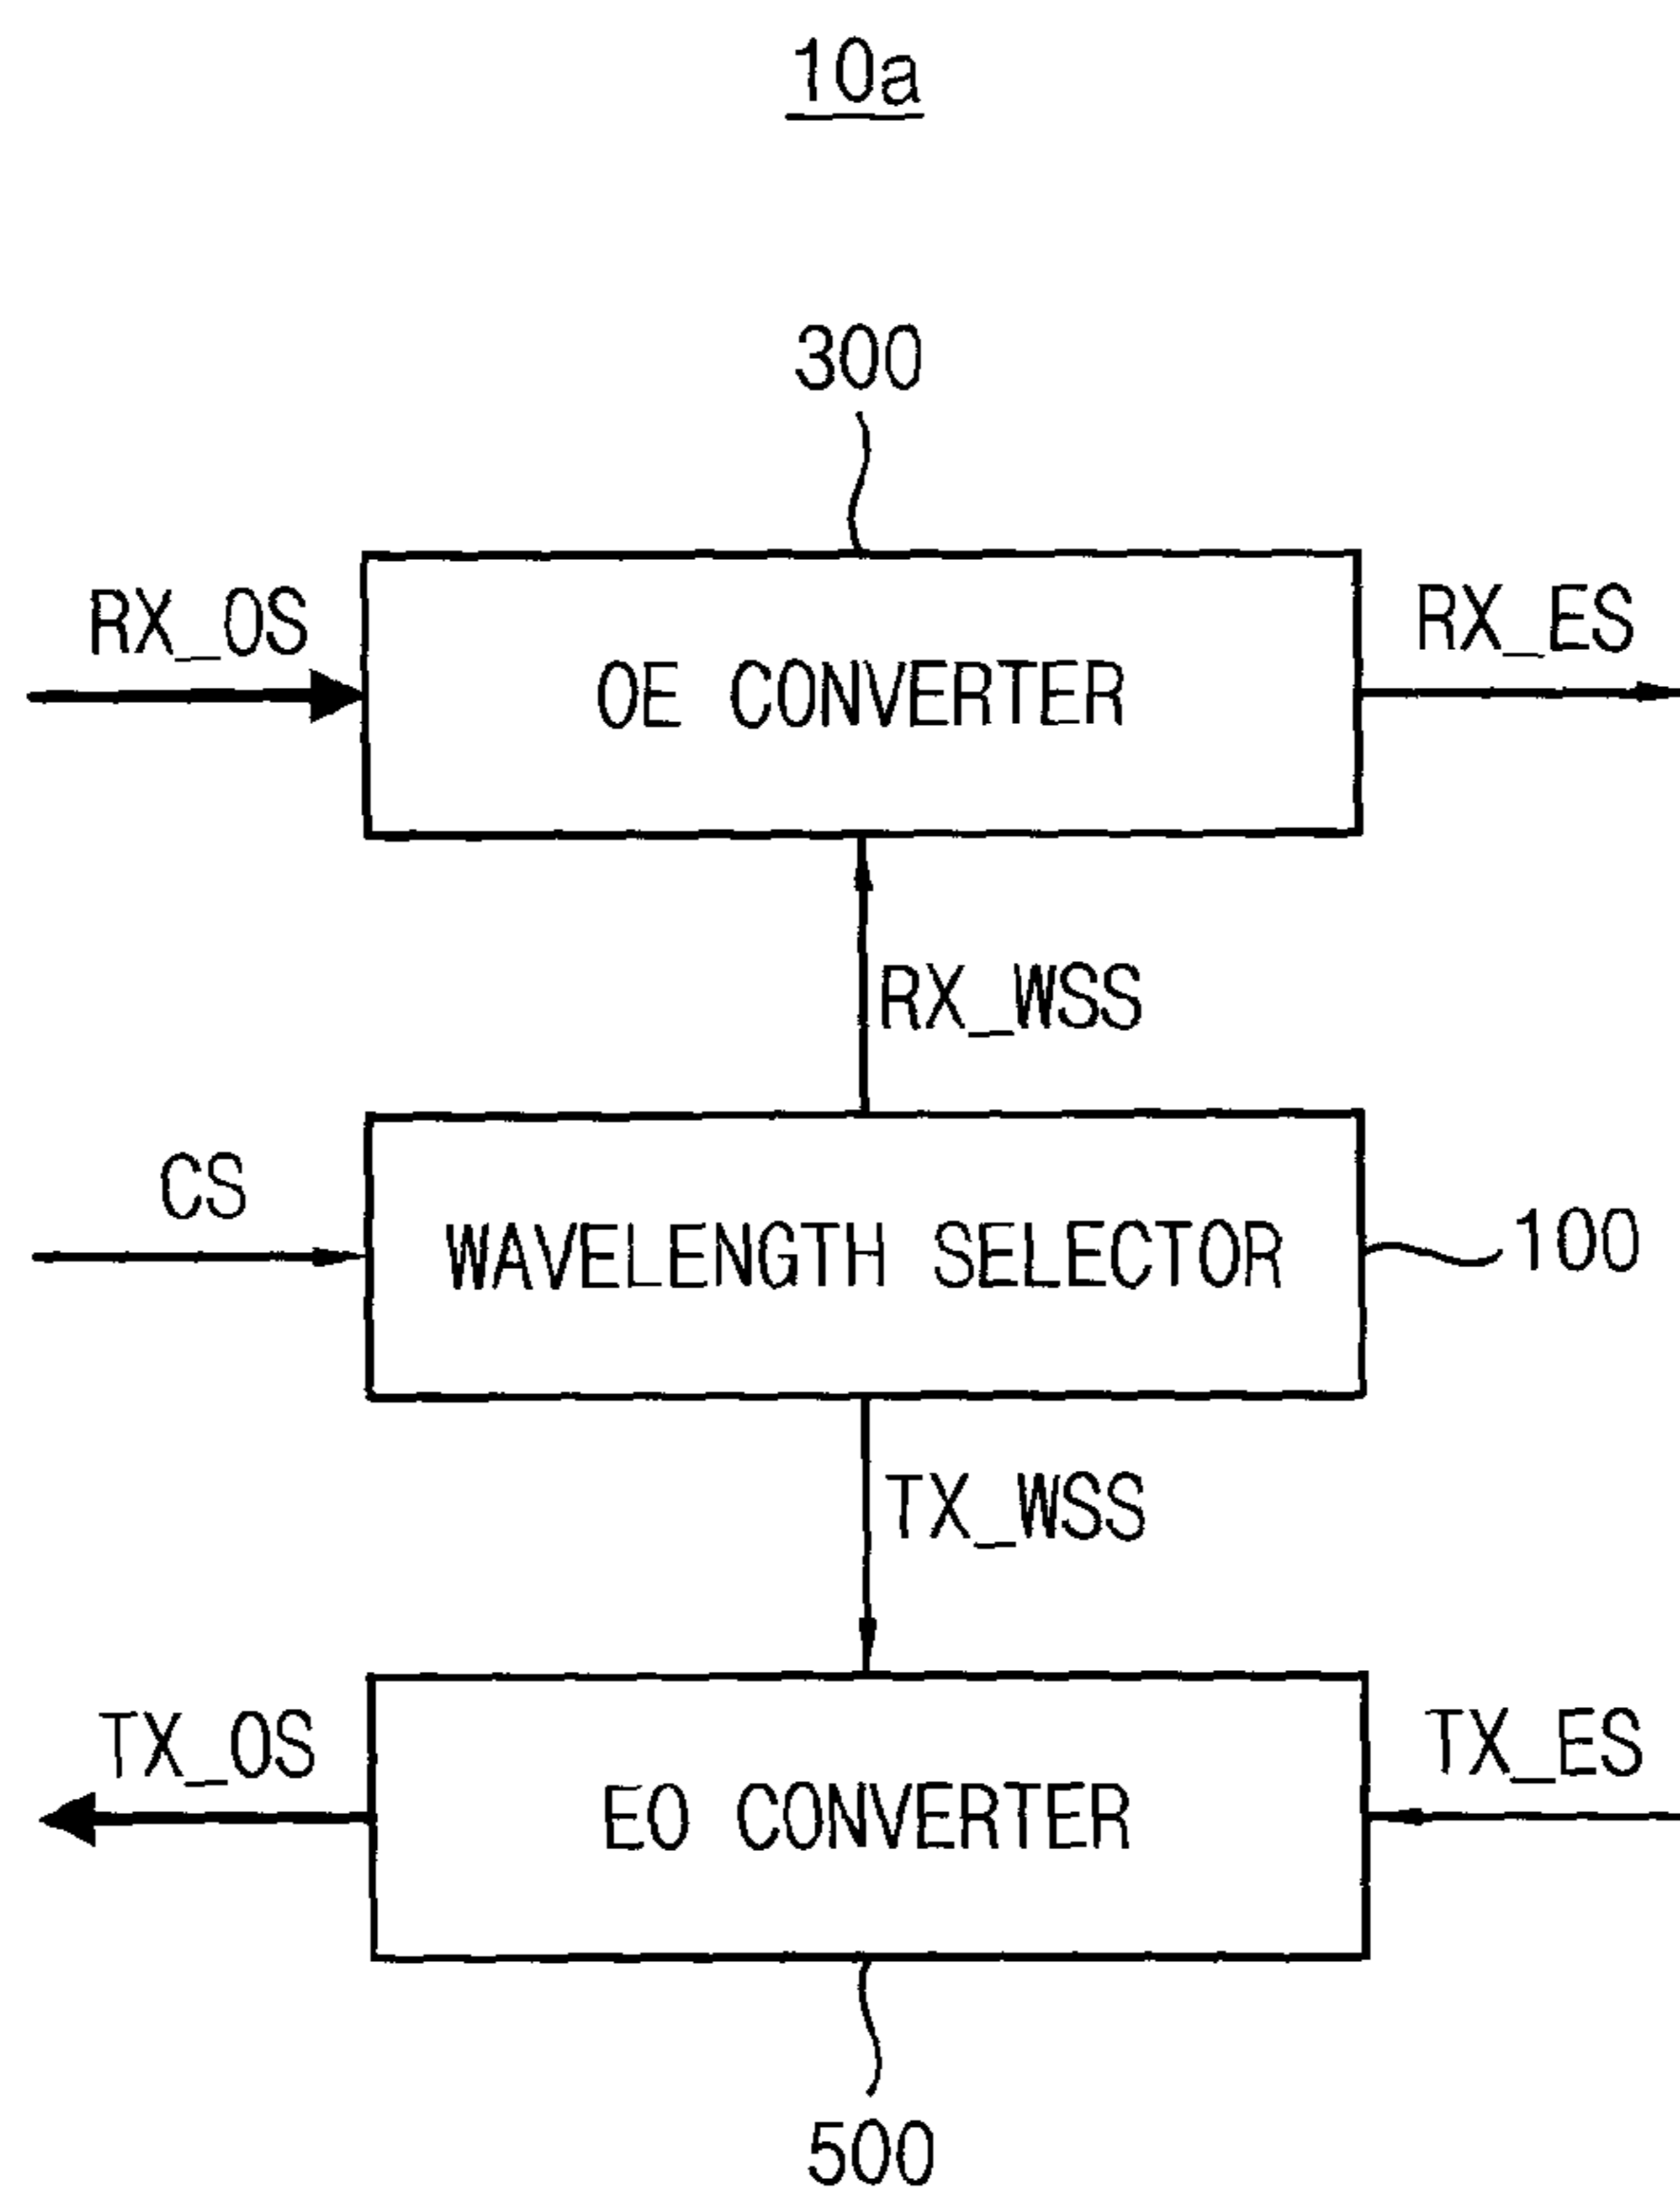 10a
300
RX_OS
RX_ES
OE CONVERTER
RX_WSS
CS
WAVELENGTH SELECTOR
100
TX_WSS
TX_OS
TX_ES
EO CONVERTER
500